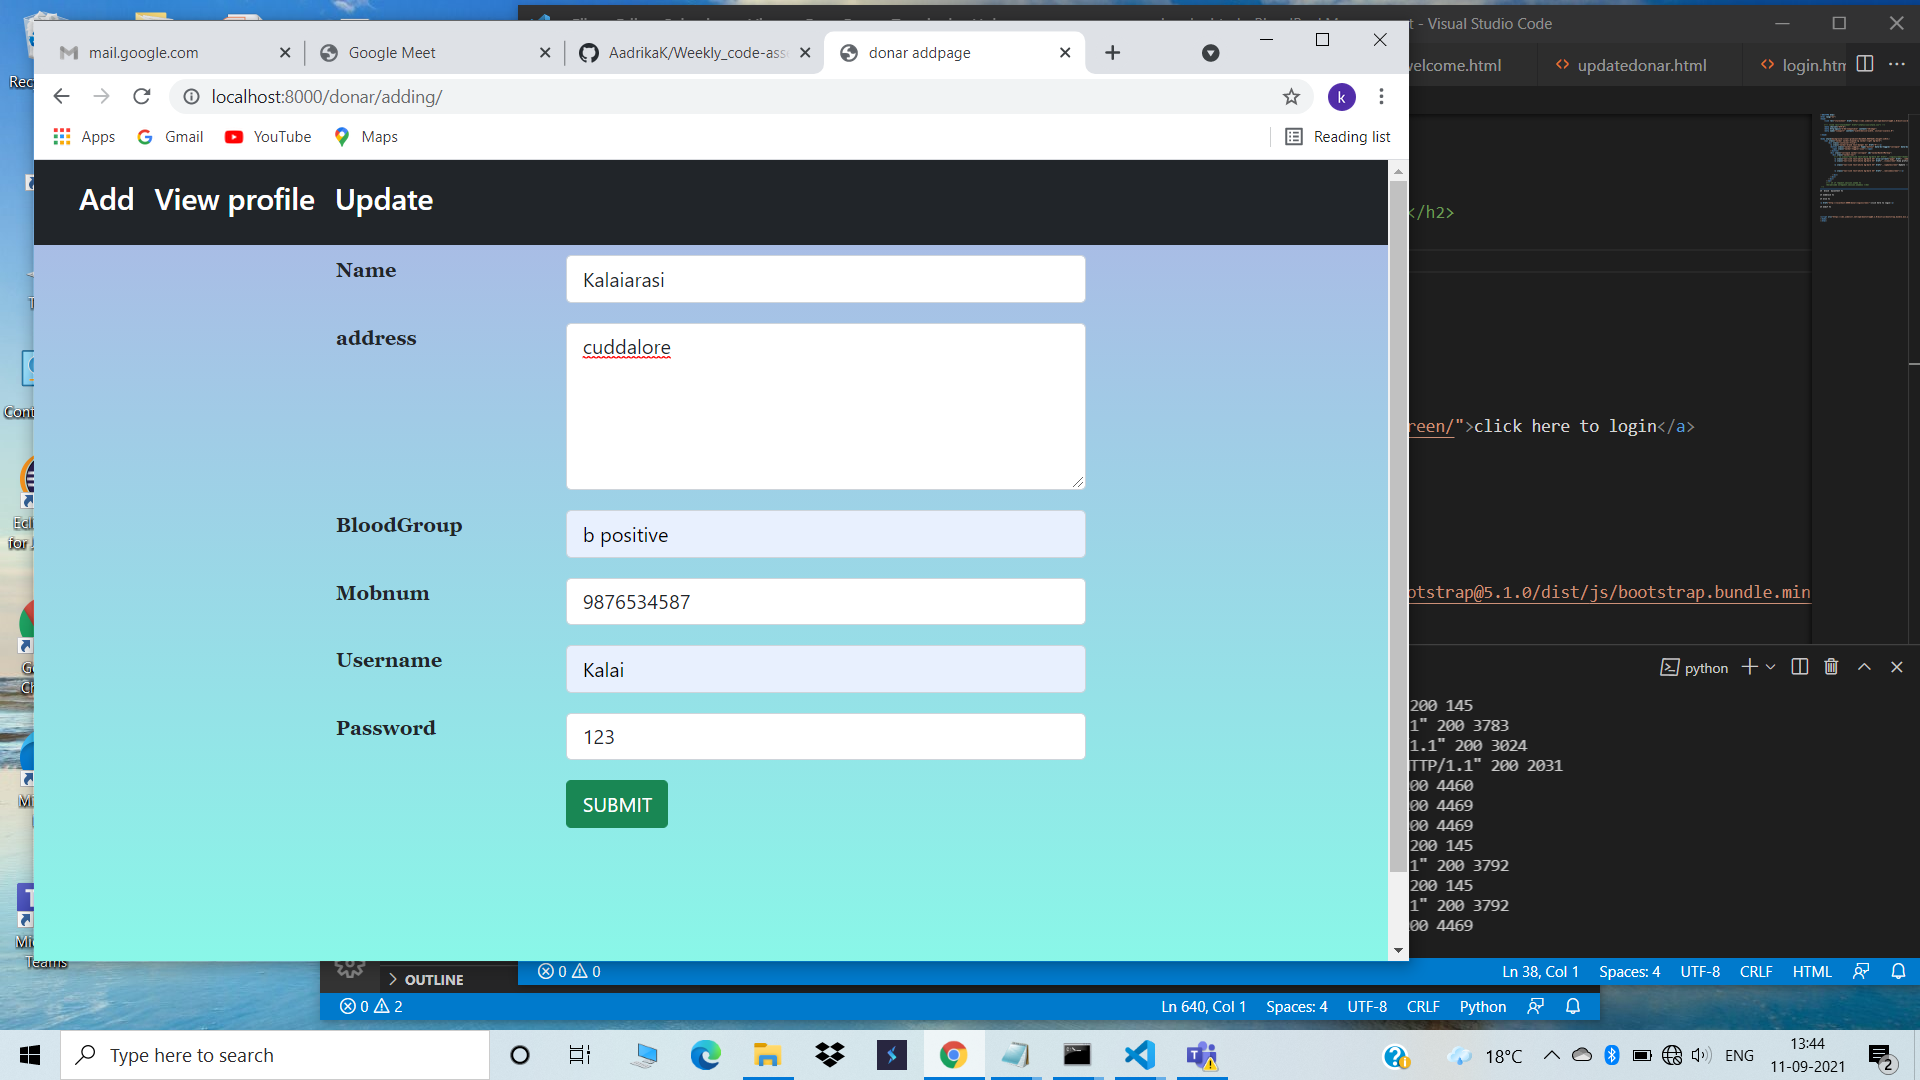 - Visual Studio Code
mail.google.com
Google Meet
AadrikaK/Weekly_code-ass
donar addpage
welcome.html
updatedonar.html
login.htm
localhost:8000/donar/adding/
k
Apps
Gmail
YouTube
Maps
Reading list
Add
View profile
Update
</h2>
Name
Kalaiarasi
address
cuddalore
reen/">click here to login</a>
BloodGroup
b positive
Mobnum
9876534587
otstrap@5.1.0/dist/js/bootstrap.bundle.min
Username
Kalai
python
Password
123
SUBMIT
200 145
1" 200 3783
1.1" 200 3024
TTP/1.1" 200 2031
00 4460
00 4469
00 4469
200 145
1" 200 3792
200 145
1" 200 3792
00 4469
Teams
OUTLINE
0 0
Ln 38, Col 1
Spaces: 4
UTF-8
CRLF
HTML
0 2
Ln 640, Col 1
Spaces: 4
UTF-8
CRLF
Python
Type here to search
18°C
ENG
13:44
11-09-2021
2